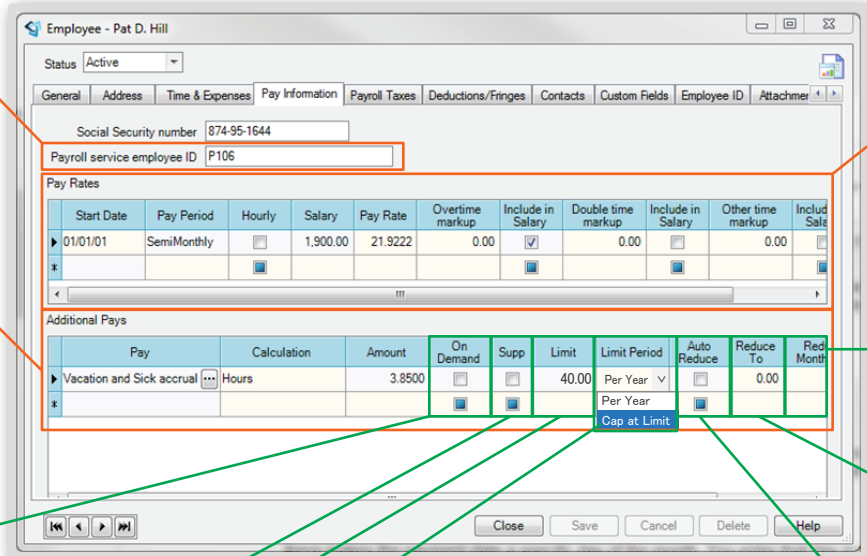 Employee - Pat D. Hill
Status Active
General Address Time & Expenses Pay Information Payroll Taxes Deductions/Fringes Contacts Custom Fields Employee ID Attachmer
Social Security number 874-95-1644
Payroll service employee ID P106
Pay Rates
Start Date Pay Period Hourly Salary Pay Rate Overtime markup Include in Salary Double time markup Include in Salary Other time markup Includ Sala
01/01/01 SemiMonthly 1,900.00 21.9222 0.00 0.00 0.00
Additional Pays
Pay Calculation Amount On Demand Supp Limit Limit Period Auto Reduce Reduce To Redu Month
Vacation and Sick accrual ... Hours 3.8500 40.00 Per Year 0.00
Per Year
Cap at Limit
Close Save Cancel Delete Help